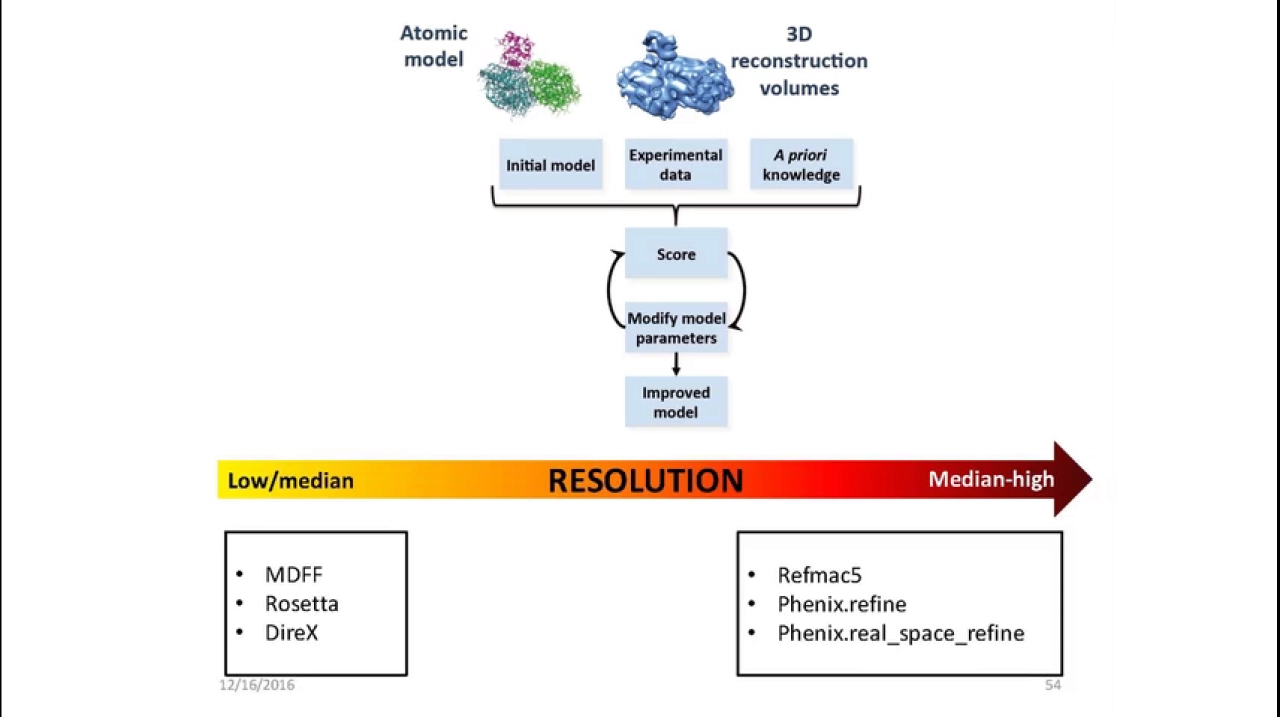 Atomic
model
3D
reconstruction
volumes
Initial model
Experimental
data
A priori
knowledge
Score
Modify model
parameters
Improved
model
Low/median
RESOLUTION
Median-high
• MDFF
• Rosetta
• DireX
• Refmac5
• Phenix.refine
• Phenix.real_space_refine
12/16/2016
54